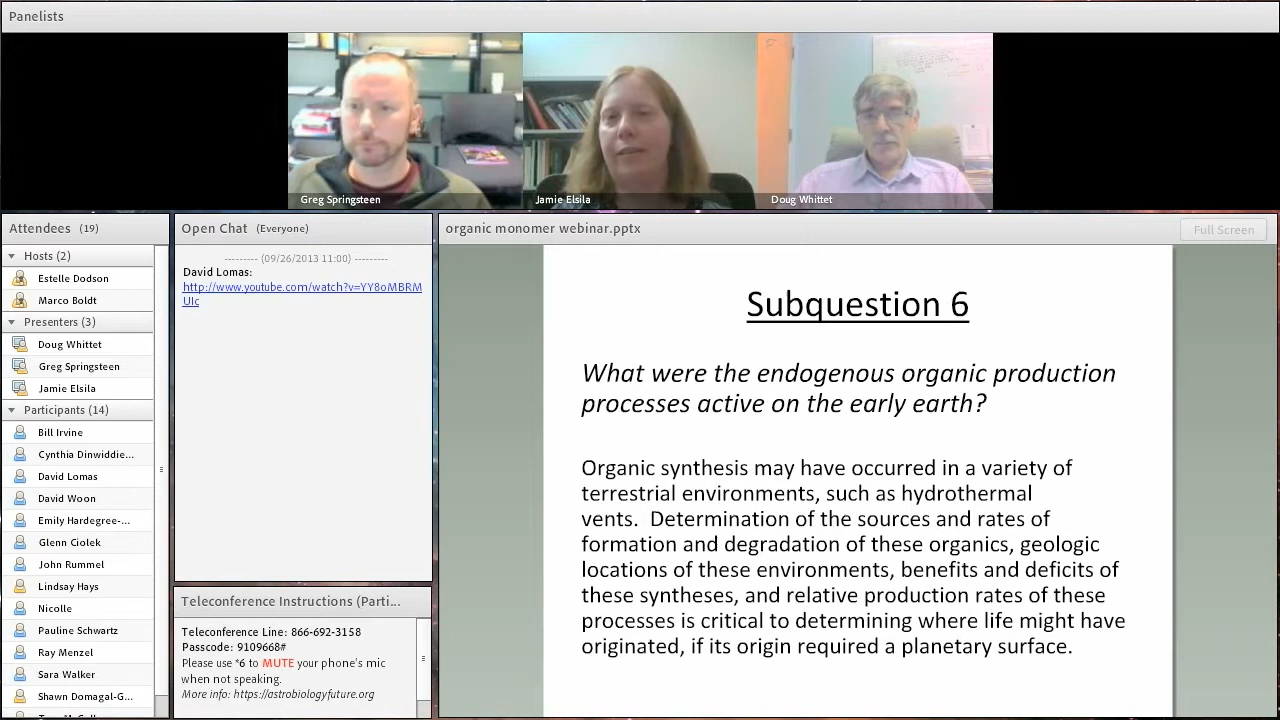 Panelists
Greg Springsteen
Jamie Elsila
Doug Whittet
Attendees (19)
Hosts (2)
Estelle Dodson
Marco Boldt
Presenters (3)
Doug Whittet
Greg Springsteen
Jamie Elsila
Participants (14)
Bill Irvine
Cynthia Dinwiddie...
David Lomas
David Woon
Emily Hardegree-...
Glenn Ciolek
John Rummel
Lindsay Hays
Nicolle
Pauline Schwartz
Ray Menzel
Sara Walker
Shawn Domagal-G...
Open Chat (Everyone)
--------- (09/26/2013 11:00) ---------
David Lomas:
http://www.youtube.com/watch?v=YY8oMBRM
UIc
Teleconference Instructions (Parti...
Teleconference Line: 866-692-3158
Passcode: 9109668#
Please use *6 to MUTE your phone's mic
when not speaking.
More info: https://astrobiologyfuture.org
organic monomer webinar.pptx
Full Screen
Subquestion 6
What were the endogenous organic production
processes active on the early earth?
Organic synthesis may have occurred in a variety of
terrestrial environments, such as hydrothermal
vents.  Determination of the sources and rates of
formation and degradation of these organics, geologic
locations of these environments, benefits and deficits of
these syntheses, and relative production rates of these
processes is critical to determining where life might have
originated, if its origin required a planetary surface.